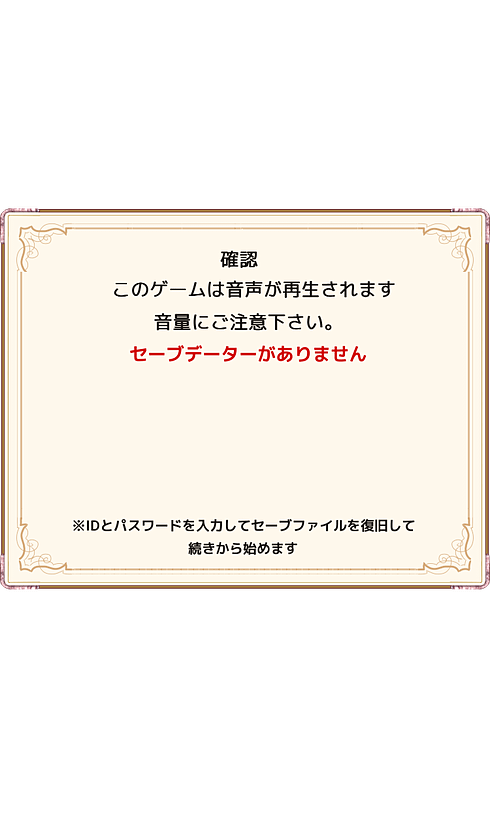 確認
このゲームは音声が再生されます
音量にご注意下さい。
セーブデーターがありません
※IDとパスワードを入力してセーブファイルを復旧して
続きから始めます